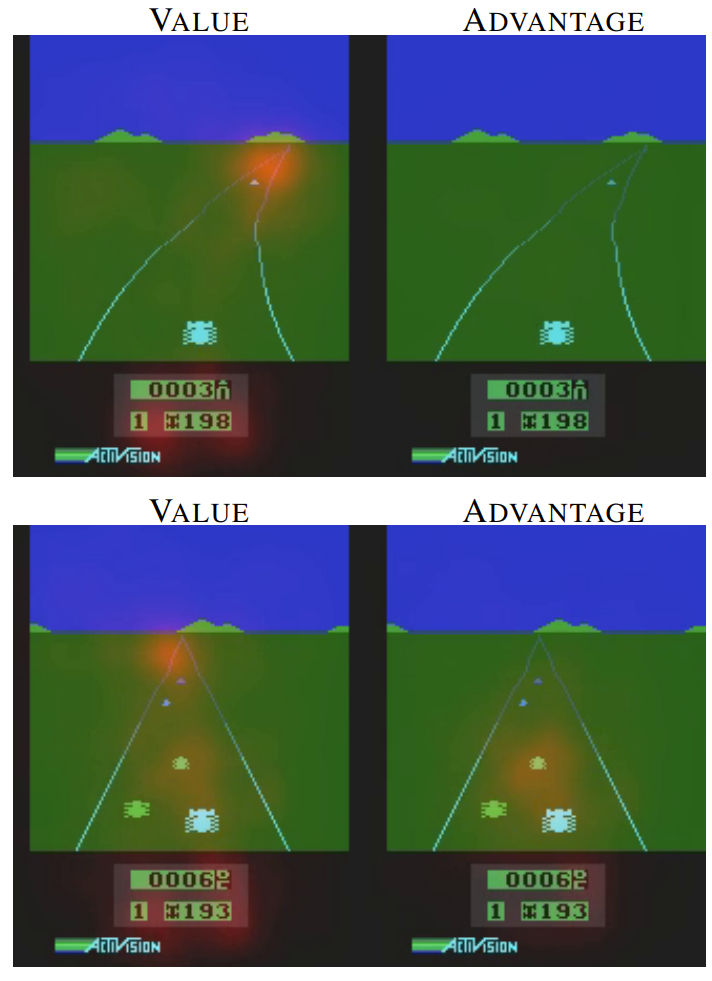 VALUE ADVANTAGE
0003 0003
1 198 1 198
ACTIVISION ACTIVISION
VALUE ADVANTAGE
0006 0006
1 193 1 193
ACTIVISION ACTIVISION